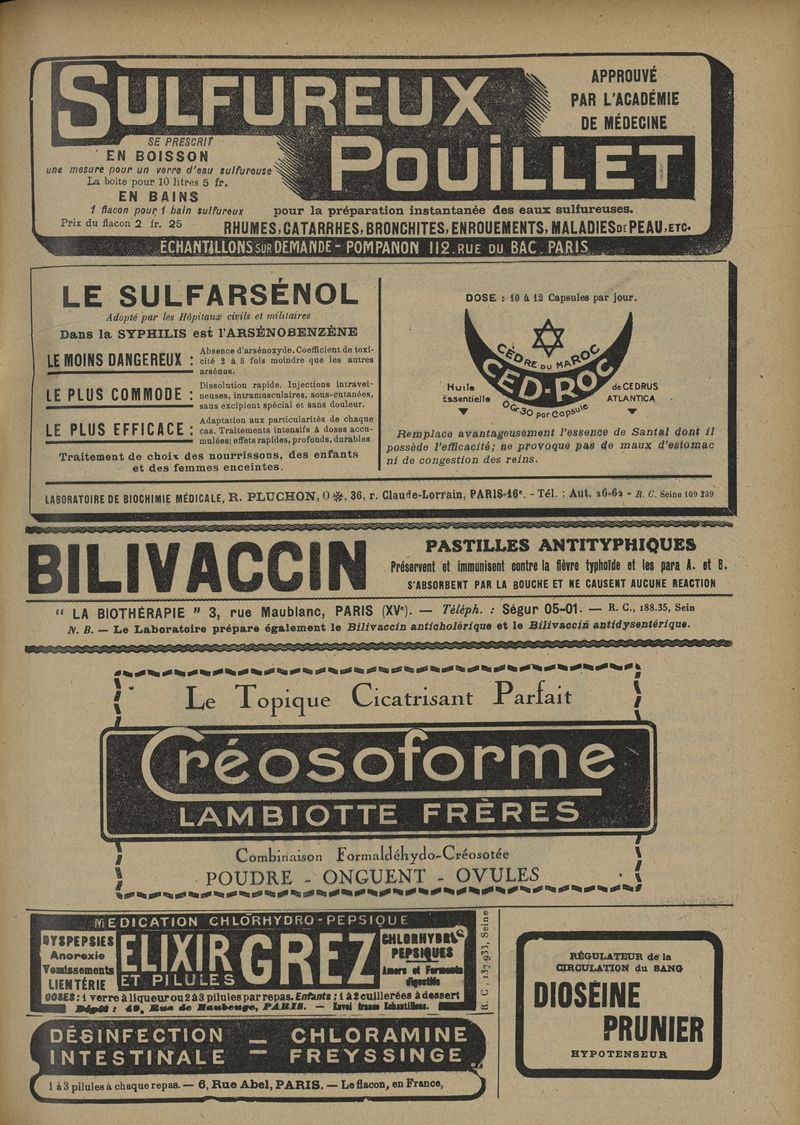 SULFUREUX
POUILLET
APPROUVÉ
PAR L'ACADÉMIE
DE MÉDECINE
SE PRESCRIT
EN BOISSON
une mesure pour un verre d'eau sulfureuse
La boite pour 10 litres 5 fr.
EN BAINS
1 flacon pour 1 bain sulfureux
Prix du flacon 2 fr. 25
pour la préparation instantanée des eaux sulfureuses.
RHUMES, CATARRHES, BRONCHITES, ENROUEMENTS, MALADIES DE PEAU, ETC.
ÉCHANTILLONS SUR DEMANDE - POMPANON 112. RUE DU BAC. PARIS
LE SULFARSÉNOL
Adopté par les Hôpitaux civils et militaires
Dans la SYPHILIS est l'ARSÉNOBENZÈNE
LE MOINS DANGEREUX : Absence d'arsénoxyde. Coefficient de toxi-
cité 2 à 5 fois moindre que les autres
arsénos.
LE PLUS COMMODE : Dissolution rapide. Injections intravei-
neuses, intramusculaires, sous-cutanées,
sans excipient spécial et sans douleur.
LE PLUS EFFICACE : Adaptation aux particularités de chaque
cas. Traitements intensifs à doses accu-
mulées; effets rapides, profonds, durables
Traitement de choix des nourrissons, des enfants
et des femmes enceintes.
DOSE : 10 à 12 Capsules par jour.
CÈDRE DU MAROC
CED-ROC
Huile
Essentielle
de CEDRUS
ATLANTICA
0 Gr. 30 par Capsule
Remplace avantageusement l'essence de Santal dont il
possède l'efficacité; ne provoque pas de maux d'estomac
ni de congestion des reins.
LABORATOIRE DE BIOCHIMIE MÉDICALE, R. PLUCHON, O ✻, 36, r. Claude-Lorrain, PARIS-16e. - Tél. : Aut. 26-62 - R. C. Seine 109 239
BILIVACCIN
PASTILLES ANTITYPHIQUES
Préservent et immunisent contre la fièvre typhoïde et les para A. et B.
S'ABSORBENT PAR LA BOUCHE ET NE CAUSENT AUCUNE REACTION
" LA BIOTHÉRAPIE " 3, rue Maublanc, PARIS (XVe). — Téléph. : Ségur 05-01. — R. C., 188.35, Sein
N. B. — Le Laboratoire prépare également le Bilivaccin anticholérique et le Bilivaccin antidysentérique.
Le Topique Cicatrisant Parfait
Créosoforme
LAMBIOTTE FRÈRES
Combinaison Formaldéhydo-Créosotée
POUDRE - ONGUENT - OVULES
MEDICATION CHLORHYDRO-PEPSIQUE
DYSPEPSIES
Anorexie
Vomissements
LIENTÉRIE
ELIXIR GREZ
ET PILULES
CHLORHYDRO
PEPSIQUES
Amers et Ferments
digestifs
DOSES: 1 verre à liqueur ou 2 à 3 pilules par repas. Enfants: 1 à 2 cuillerées à dessert
Dépôt : 49, Rue de Maubeuge, PARIS. — Envoi franco Echantillons.
R. C., 137.933, Seine
DÉSINFECTION — CHLORAMINE
INTESTINALE = FREYSSINGE
1 à 3 pilules à chaque repas. — 6, Rue Abel, PARIS. — Le flacon, en France,
RÉGULATEUR de la
CIRCULATION du SANG
DIOSÉINE
PRUNIER
HYPOTENSEUR